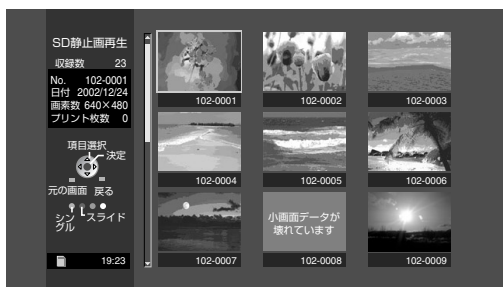 SD静止画再生
収録数 23
No. 102-0001
日付 2002/12/24
画素数 640×480
プリント枚数 0
項目選択
決定
元の画面 戻る
シングル
スライド
19:23
102-0001
102-0002
102-0003
102-0004
102-0005
102-0006
小画面データが
壊れています
102-0007
102-0008
102-0009